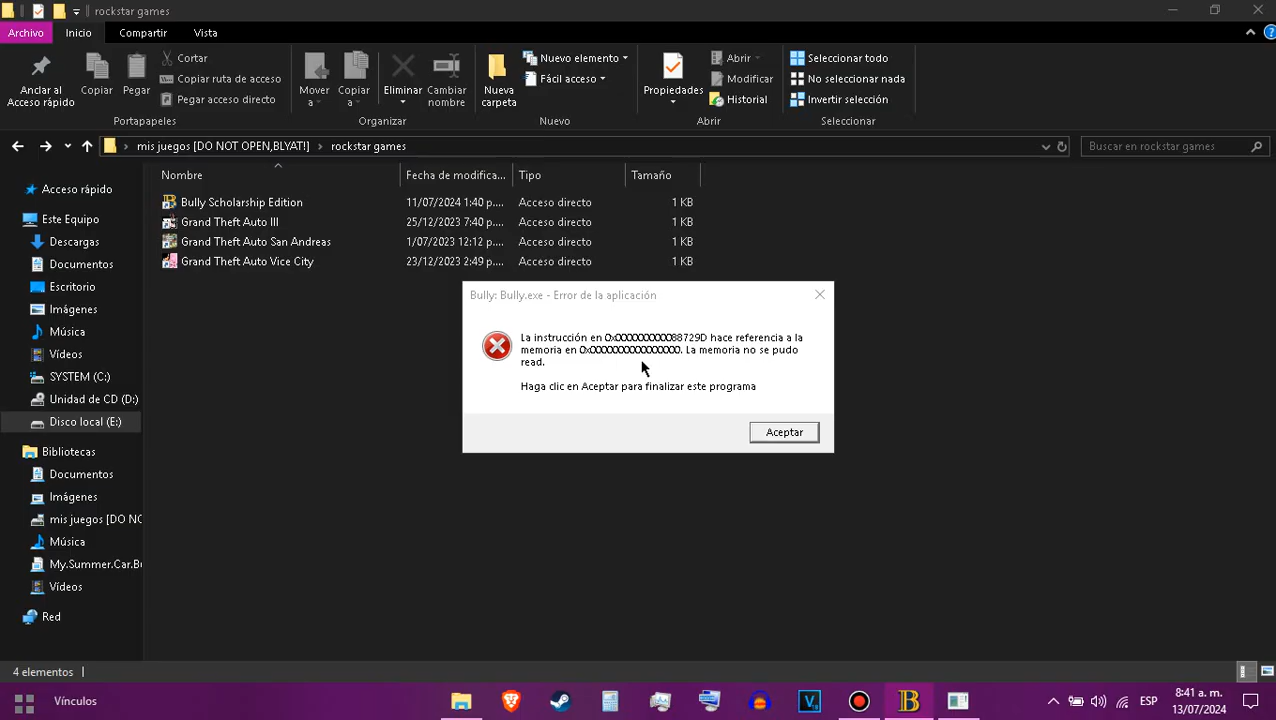 rockstar games
Archivo Inicio Compartir Vista
Anclar al Acceso rápido
Copiar
Pegar
Cortar
Copiar ruta de acceso
Pegar acceso directo
Portapapeles
Mover a
Copiar a
Eliminar
Cambiar nombre
Organizar
Nueva carpeta
Nuevo elemento
Fácil acceso
Nuevo
Propiedades
Abrir
Modificar
Historial
Abrir
Seleccionar todo
No seleccionar nada
Invertir selección
Seleccionar
mis juegos [DO NOT OPEN,BLYAT!] › rockstar games
Buscar en rockstar games
Nombre Fecha de modifica... Tipo Tamaño
Bully Scholarship Edition 11/07/2024 1:40 p.... Acceso directo 1 KB
Grand Theft Auto III 25/12/2023 7:40 p.... Acceso directo 1 KB
Grand Theft Auto San Andreas 1/07/2023 12:12 p.... Acceso directo 1 KB
Grand Theft Auto Vice City 23/12/2023 2:49 p.... Acceso directo 1 KB
Acceso rápido
Este Equipo
Descargas
Documentos
Escritorio
Imágenes
Música
Vídeos
SYSTEM (C:)
Unidad de CD (D:)
Disco local (E:)
Bibliotecas
Documentos
Imágenes
mis juegos [DO NO
Música
My.Summer.Car.Bu
Vídeos
Red
Bully: Bully.exe - Error de la aplicación
La instrucción en 0x000000000088729D hace referencia a la
memoria en 0x0000000000000000. La memoria no se pudo
read.
Haga clic en Aceptar para finalizar este programa
Aceptar
4 elementos
Vínculos
ESP
8:41 a. m.
13/07/2024